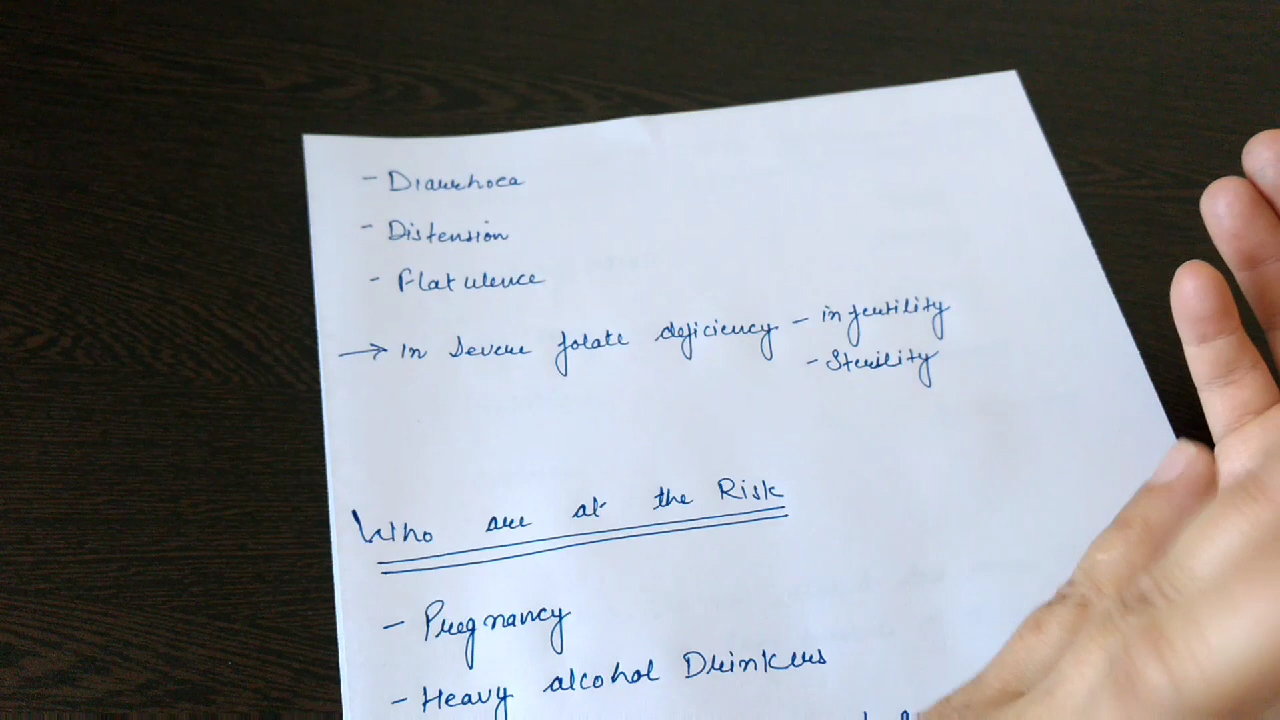 - Diarrhoea
- Distension
- Flatulence
→ In Severe folate deficiency - infertility
- Sterility
Who are at the Risk
- Pregnancy
- Heavy alcohol Drinkers